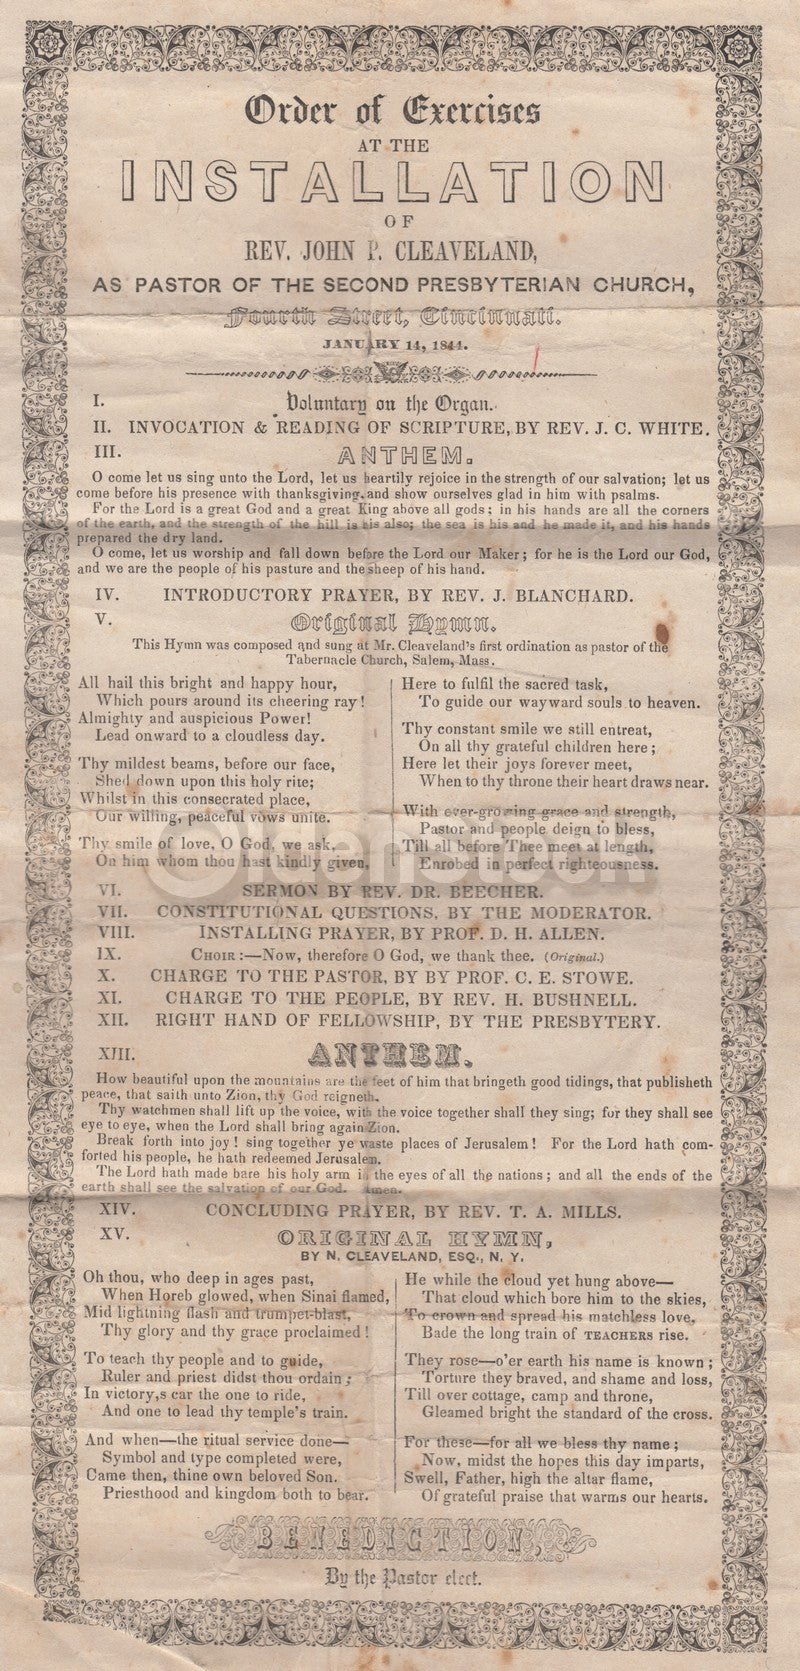 Order of Exercises
AT THE
INSTALLATION
OF
REV. JOHN P. CLEAVELAND,
AS PASTOR OF THE SECOND PRESBYTERIAN CHURCH,
Fourth Street, Cincinnati.
JANUARY 14, 1844.
I. Voluntary on the Organ.
II. INVOCATION & READING OF SCRIPTURE, BY REV. J. C. WHITE.
III. ANTHEM.
O come let us sing unto the Lord, let us heartily rejoice in the strength of our salvation; let us
come before his presence with thanksgiving, and show ourselves glad in him with psalms.
For the Lord is a great God and a great King above all gods; in his hands are all the corners
of the earth, and the strength of the hill is his also; the sea is his and he made it, and his hands
prepared the dry land.
O come, let us worship and fall down before the Lord our Maker; for he is the Lord our God,
and we are the people of his pasture and the sheep of his hand.
IV. INTRODUCTORY PRAYER, BY REV. J. BLANCHARD.
V. Original Hymn.
This Hymn was composed and sung at Mr. Cleaveland's first ordination as pastor of the
Tabernacle Church, Salem, Mass.
All hail this bright and happy hour,
Which pours around its cheering ray!
Almighty and auspicious Power!
Lead onward to a cloudless day.
Thy mildest beams, before our face,
Shed down upon this holy rite;
Whilst in this consecrated place,
Our willing, peaceful vows unite.
Thy smile of love, O God, we ask,
On him whom thou hast kindly given,
Here to fulfil the sacred task,
To guide our wayward souls to heaven.
Thy constant smile we still entreat,
On all thy grateful children here;
Here let their joys forever meet,
When to thy throne their heart draws near.
With ever-growing grace and strength,
Pastor and people deign to bless,
Till all before Thee meet at length,
Enrobed in perfect righteousness.
VI. SERMON BY REV. DR. BEECHER.
VII. CONSTITUTIONAL QUESTIONS, BY THE MODERATOR.
VIII. INSTALLING PRAYER, BY PROF. D. H. ALLEN.
IX. CHOIR:—Now, therefore O God, we thank thee. (Original.)
X. CHARGE TO THE PASTOR, BY BY PROF. C. E. STOWE.
XI. CHARGE TO THE PEOPLE, BY REV. H. BUSHNELL.
XII. RIGHT HAND OF FELLOWSHIP, BY THE PRESBYTERY.
XIII. ANTHEM.
How beautiful upon the mountains are the feet of him that bringeth good tidings, that publisheth
peace, that saith unto Zion, thy God reigneth.
Thy watchmen shall lift up the voice, with the voice together shall they sing; for they shall see
eye to eye, when the Lord shall bring again Zion.
Break forth into joy! sing together ye waste places of Jerusalem! For the Lord hath com-
forted his people, he hath redeemed Jerusalem.
The Lord hath made bare his holy arm in the eyes of all the nations; and all the ends of the
earth shall see the salvation of our God. Amen.
XIV. CONCLUDING PRAYER, BY REV. T. A. MILLS.
XV. ORIGINAL HYMN,
BY N. CLEAVELAND, ESQ., N. Y.
Oh thou, who deep in ages past,
When Horeb glowed, when Sinai flamed,
Mid lightning flash and trumpet-blast,
Thy glory and thy grace proclaimed!
To teach thy people and to guide,
Ruler and priest didst thou ordain;
In victory,s car the one to ride,
And one to lead thy temple's train.
And when—the ritual service done—
Symbol and type completed were,
Came then, thine own beloved Son.
Priesthood and kingdom both to bear.
He while the cloud yet hung above—
That cloud which bore him to the skies,
To crown and spread his matchless love,
Bade the long train of TEACHERS rise.
They rose—o'er earth his name is known;
Torture they braved, and shame and loss,
Till over cottage, camp and throne,
Gleamed bright the standard of the cross.
For these—for all we bless thy name;
Now, midst the hopes this day imparts,
Swell, Father, high the altar flame,
Of grateful praise that warms our hearts.
BENEDICTION,
By the Pastor elect.